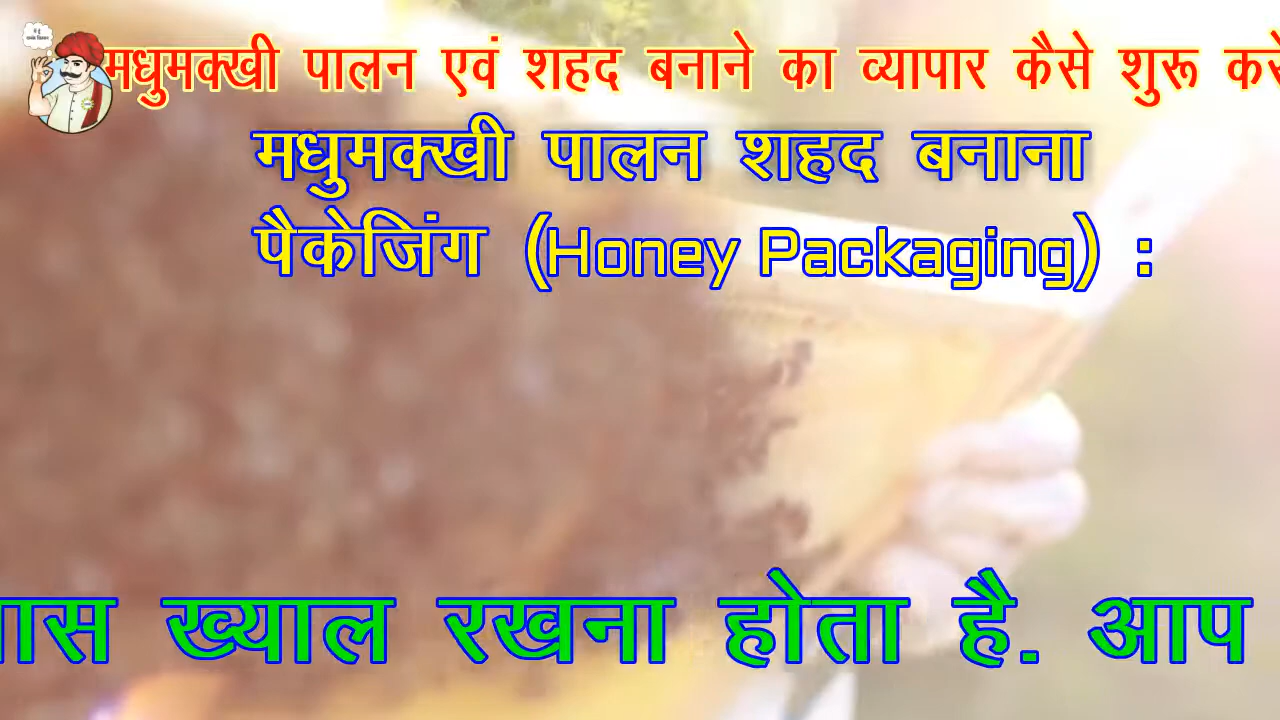 मधुमक्खी पालन एवं शहद बनाने का व्यापार कैसे शुरू करे
मधुमक्खी पालन शहद बनाना
पैकेजिंग (Honey Packaging) :
ख्याल रखना होता है. आप